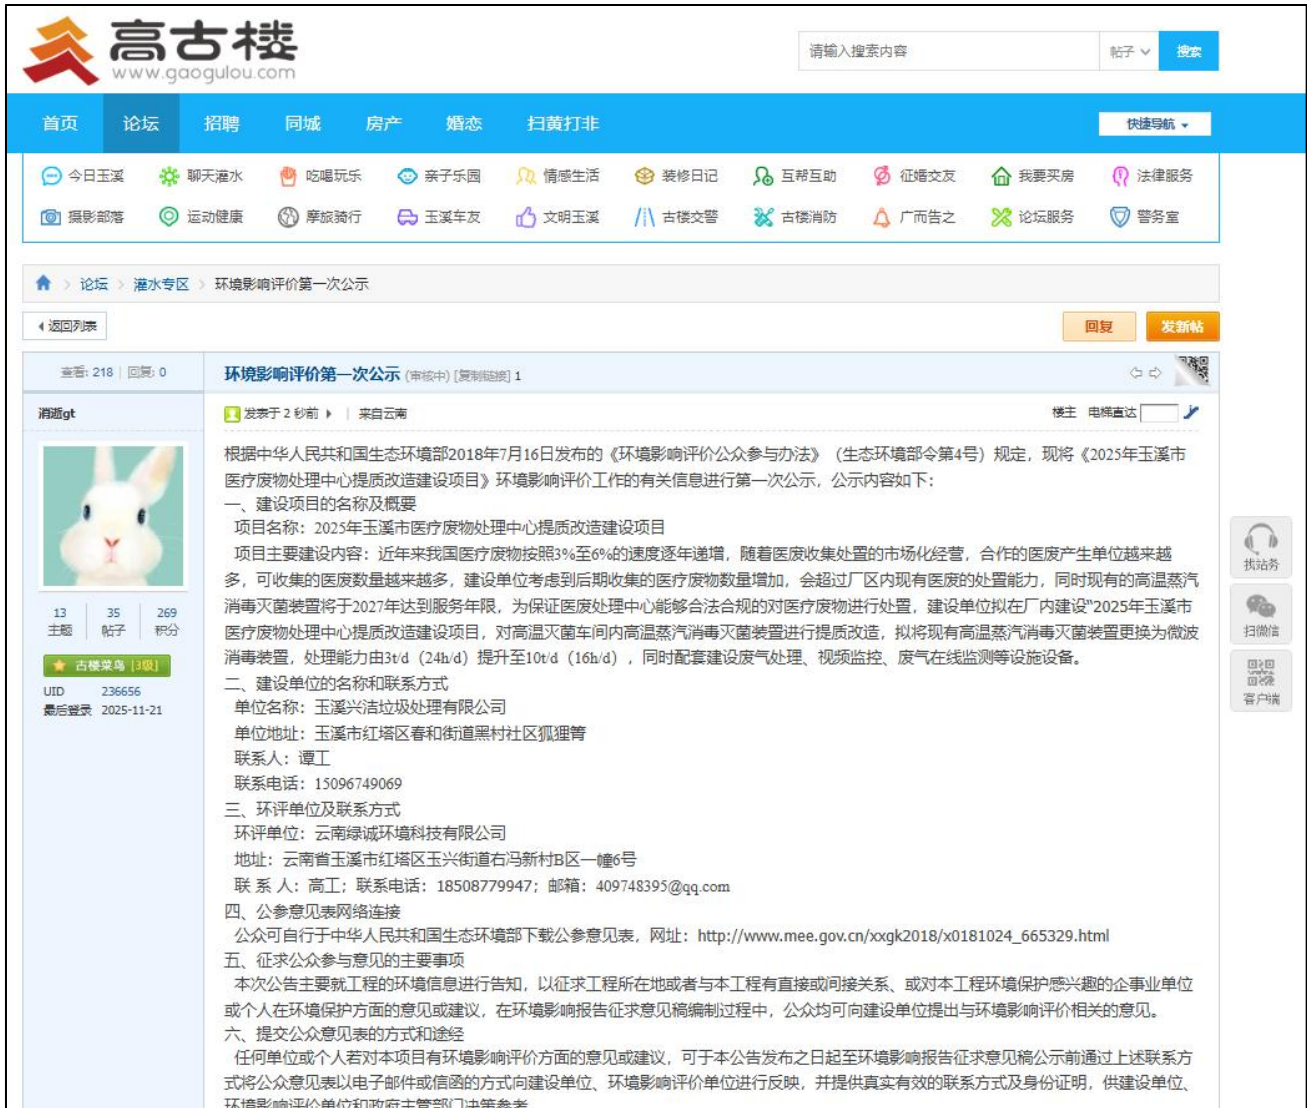 高古楼
www.gaogulou.com
请输入搜索内容 帖子 搜索
首页 论坛 招聘 同城 房产 婚恋 扫黄打非 快捷导航
今日玉溪 聊天灌水 吃喝玩乐 亲子乐园 情感生活 装修日记 互帮互助 征婚交友 我要买房 法律服务
摄影部落 运动健康 摩旅骑行 玉溪车友 文明玉溪 古楼交警 古楼消防 广而告之 论坛服务 警务室
论坛 灌水专区 环境影响评价第一次公示
返回列表 回复 发新帖
查看: 218 回复: 0
环境影响评价第一次公示 (审核中) [复制链接] 1
消逝gt
发表于 2 秒前 | 来自云南 楼主 电梯直达
根据中华人民共和国生态环境部2018年7月16日发布的《环境影响评价公众参与办法》（生态环境部令第4号）规定，现将《2025年玉溪市
医疗废物处理中心提质改造建设项目》环境影响评价工作的有关信息进行第一次公示，公示内容如下：
一、建设项目的名称及概要
项目名称：2025年玉溪市医疗废物处理中心提质改造建设项目
项目主要建设内容：近年来我国医疗废物按照3%至6%的速度逐年递增，随着医废收集处置的市场化经营，合作的医废产生单位越来越
多，可收集的医废数量越来越多，建设单位考虑到后期收集的医疗废物数量增加，会超过厂区内现有医废的处置能力，同时现有的高温蒸汽
消毒灭菌装置将于2027年达到服务年限，为保证医废处理中心能够合法合规的对医疗废物进行处置，建设单位拟在厂内建设“2025年玉溪市
医疗废物处理中心提质改造建设项目，对高温灭菌车间内高温蒸汽消毒灭菌装置进行提质改造，拟将现有高温蒸汽消毒灭菌装置更换为微波
消毒装置，处理能力由3t/d（24h/d）提升至10t/d（16h/d），同时配套建设废气处理、视频监控、废气在线监测等设施设备。
二、建设单位的名称和联系方式
单位名称：玉溪兴洁垃圾处理有限公司
单位地址：玉溪市红塔区春和街道黑村社区狐狸箐
联系人：谭工
联系电话：15096749069
三、环评单位及联系方式
环评单位：云南绿诚环境科技有限公司
地址：云南省玉溪市红塔区玉兴街道右冯新村B区一幢6号
联 系 人：高工；联系电话：18508779947；邮箱：409748395@qq.com
四、公参意见表网络连接
公众可自行于中华人民共和国生态环境部下载公参意见表，网址：http://www.mee.gov.cn/xxgk2018/x0181024_665329.html
五、征求公众参与意见的主要事项
本次公告主要就工程的环境信息进行告知，以征求工程所在地或者与本工程有直接或间接关系、或对本工程环境保护感兴趣的企事业单位
或个人在环境保护方面的意见或建议，在环境影响报告征求意见稿编制过程中，公众均可向建设单位提出与环境影响评价相关的意见。
六、提交公众意见表的方式和途经
任何单位或个人若对本项目有环境影响评价方面的意见或建议，可于本公告发布之日起至环境影响报告征求意见稿公示前通过上述联系方
式将公众意见表以电子邮件或信函的方式向建设单位、环境影响评价单位进行反映，并提供真实有效的联系方式及身份证明，供建设单位、
环境影响评价单位和政府主管部门决策参考
13 35 269
主题 帖子 积分
古楼菜鸟 [3级]
UID 236656
最后登录 2025-11-21
找站务
扫微信
客户端